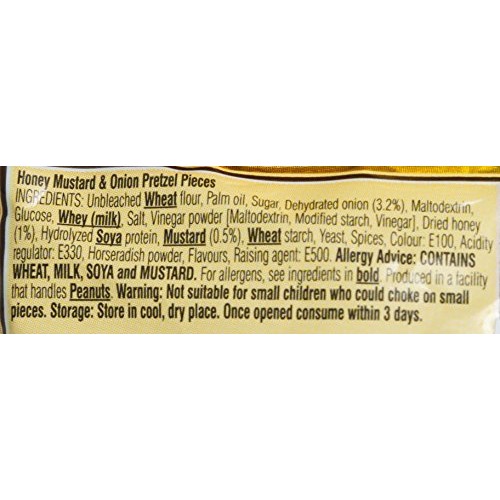 Honey Mustard & Onion Pretzel Pieces
INGREDIENTS: Unbleached Wheat flour, Palm oil, Sugar, Dehydrated onion (3.2%), Maltodextrin,
Glucose, Whey (milk), Salt, Vinegar powder [Maltodextrin, Modified starch, Vinegar], Dried honey
(1%), Hydrolyzed Soya protein, Mustard (0.5%), Wheat starch, Yeast, Spices, Colour: E100, Acidity
regulator: E330, Horseradish powder, Flavours, Raising agent: E500. Allergy Advice: CONTAINS
WHEAT, MILK, SOYA and MUSTARD. For allergens, see ingredients in bold. Produced in a facility
that handles Peanuts. Warning: Not suitable for small children who could choke on small
pieces. Storage: Store in cool, dry place. Once opened consume within 3 days.